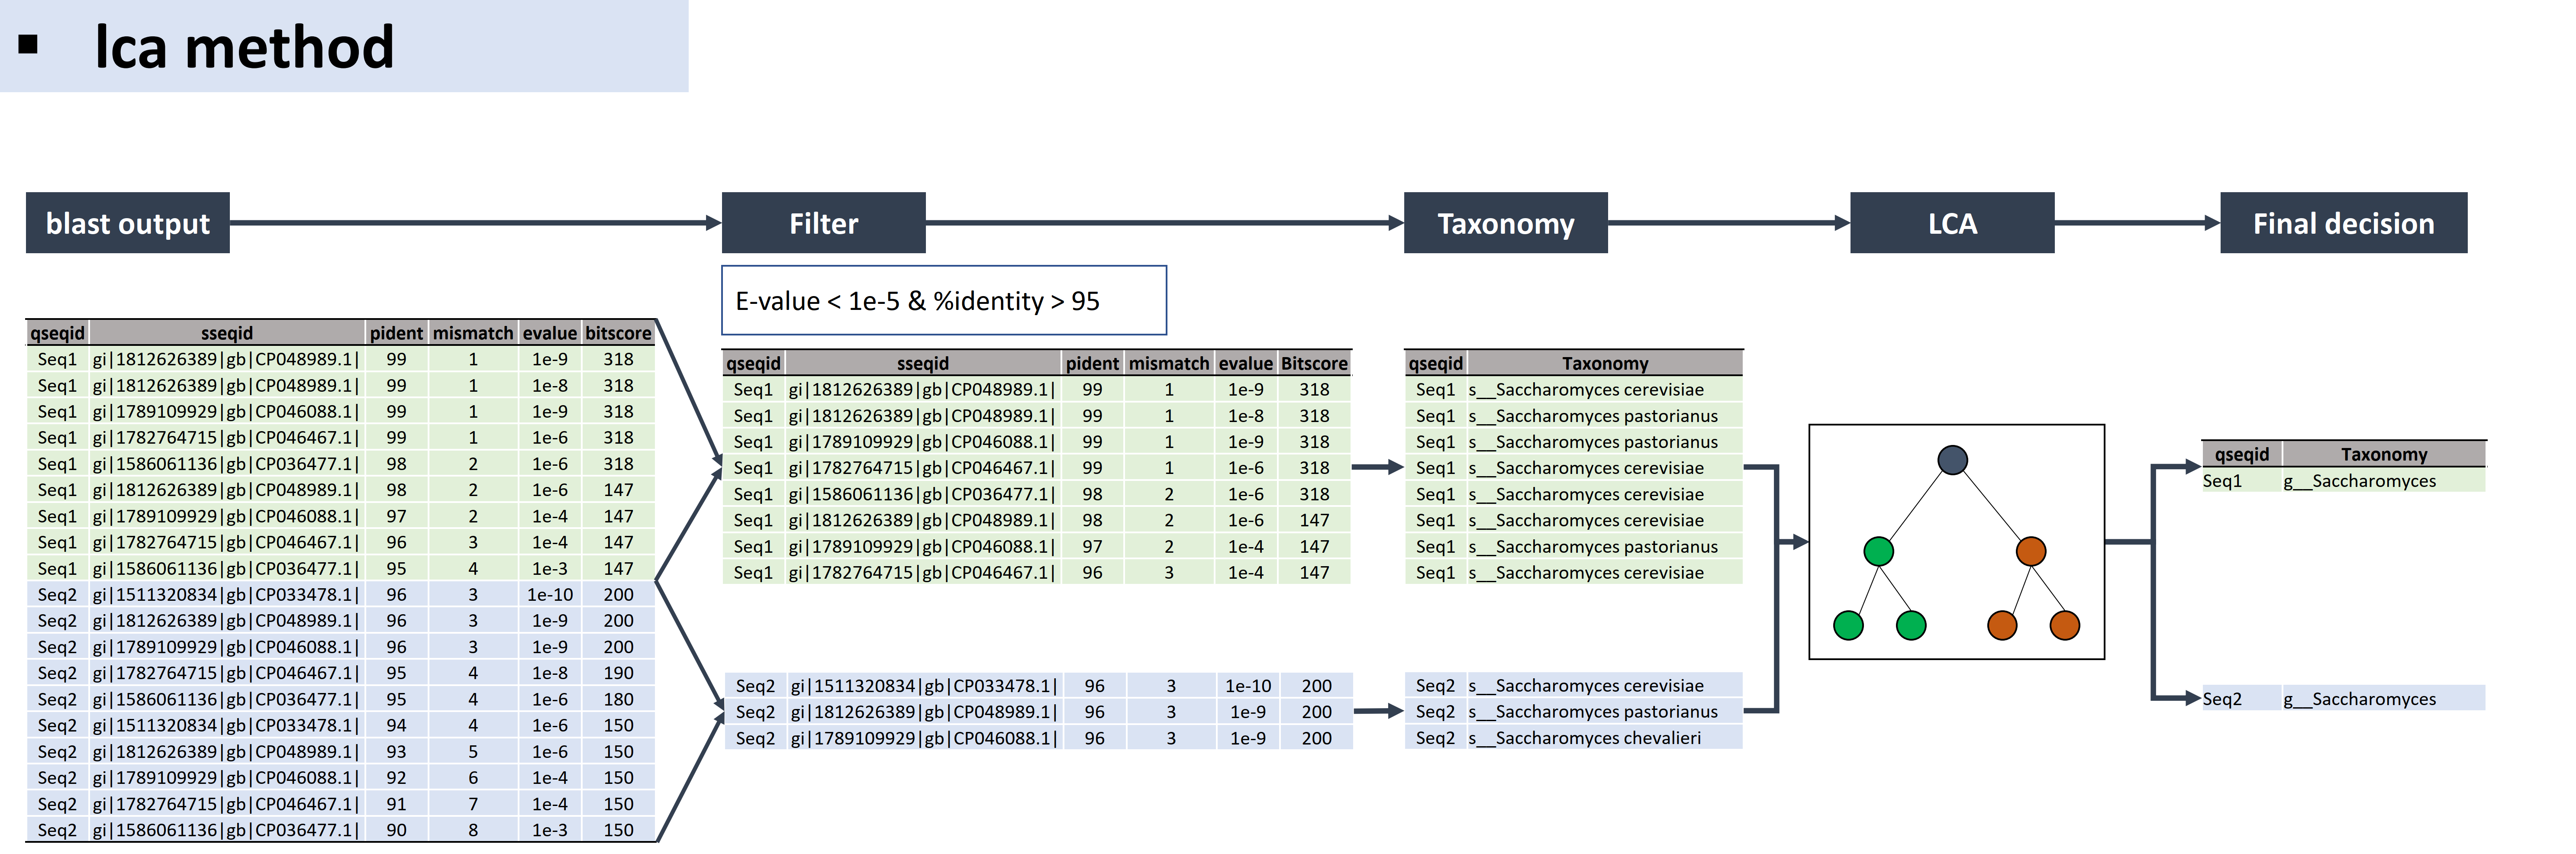 ▪ lca method
blast output
Filter
Taxonomy
LCA
Final decision
E-value < 1e-5 & %identity > 95
qseqid sseqid pident mismatch evalue bitscore
Seq1 gi|1812626389|gb|CP048989.1| 99 1 1e-9 318
Seq1 gi|1812626389|gb|CP048989.1| 99 1 1e-8 318
Seq1 gi|1789109929|gb|CP046088.1| 99 1 1e-9 318
Seq1 gi|1782764715|gb|CP046467.1| 99 1 1e-6 318
Seq1 gi|1586061136|gb|CP036477.1| 98 2 1e-6 318
Seq1 gi|1812626389|gb|CP048989.1| 98 2 1e-6 147
Seq1 gi|1789109929|gb|CP046088.1| 97 2 1e-4 147
Seq1 gi|1782764715|gb|CP046467.1| 96 3 1e-4 147
Seq1 gi|1586061136|gb|CP036477.1| 95 4 1e-3 147
Seq2 gi|1511320834|gb|CP033478.1| 96 3 1e-10 200
Seq2 gi|1812626389|gb|CP048989.1| 96 3 1e-9 200
Seq2 gi|1789109929|gb|CP046088.1| 96 3 1e-9 200
Seq2 gi|1782764715|gb|CP046467.1| 95 4 1e-8 190
Seq2 gi|1586061136|gb|CP036477.1| 95 4 1e-6 180
Seq2 gi|1511320834|gb|CP033478.1| 94 4 1e-6 150
Seq2 gi|1812626389|gb|CP048989.1| 93 5 1e-6 150
Seq2 gi|1789109929|gb|CP046088.1| 92 6 1e-4 150
Seq2 gi|1782764715|gb|CP046467.1| 91 7 1e-4 150
Seq2 gi|1586061136|gb|CP036477.1| 90 8 1e-3 150
qseqid sseqid pident mismatch evalue Bitscore
Seq1 gi|1812626389|gb|CP048989.1| 99 1 1e-9 318
Seq1 gi|1812626389|gb|CP048989.1| 99 1 1e-8 318
Seq1 gi|1789109929|gb|CP046088.1| 99 1 1e-9 318
Seq1 gi|1782764715|gb|CP046467.1| 99 1 1e-6 318
Seq1 gi|1586061136|gb|CP036477.1| 98 2 1e-6 318
Seq1 gi|1812626389|gb|CP048989.1| 98 2 1e-6 147
Seq1 gi|1789109929|gb|CP046088.1| 97 2 1e-4 147
Seq1 gi|1782764715|gb|CP046467.1| 96 3 1e-4 147
Seq2 gi|1511320834|gb|CP033478.1| 96 3 1e-10 200
Seq2 gi|1812626389|gb|CP048989.1| 96 3 1e-9 200
Seq2 gi|1789109929|gb|CP046088.1| 96 3 1e-9 200
qseqid Taxonomy
Seq1 s__Saccharomyces cerevisiae
Seq1 s__Saccharomyces pastorianus
Seq1 s__Saccharomyces pastorianus
Seq1 s__Saccharomyces cerevisiae
Seq1 s__Saccharomyces cerevisiae
Seq1 s__Saccharomyces cerevisiae
Seq1 s__Saccharomyces pastorianus
Seq1 s__Saccharomyces cerevisiae
Seq2 s__Saccharomyces cerevisiae
Seq2 s__Saccharomyces pastorianus
Seq2 s__Saccharomyces chevalieri
qseqid Taxonomy
Seq1 g__Saccharomyces
Seq2 g__Saccharomyces